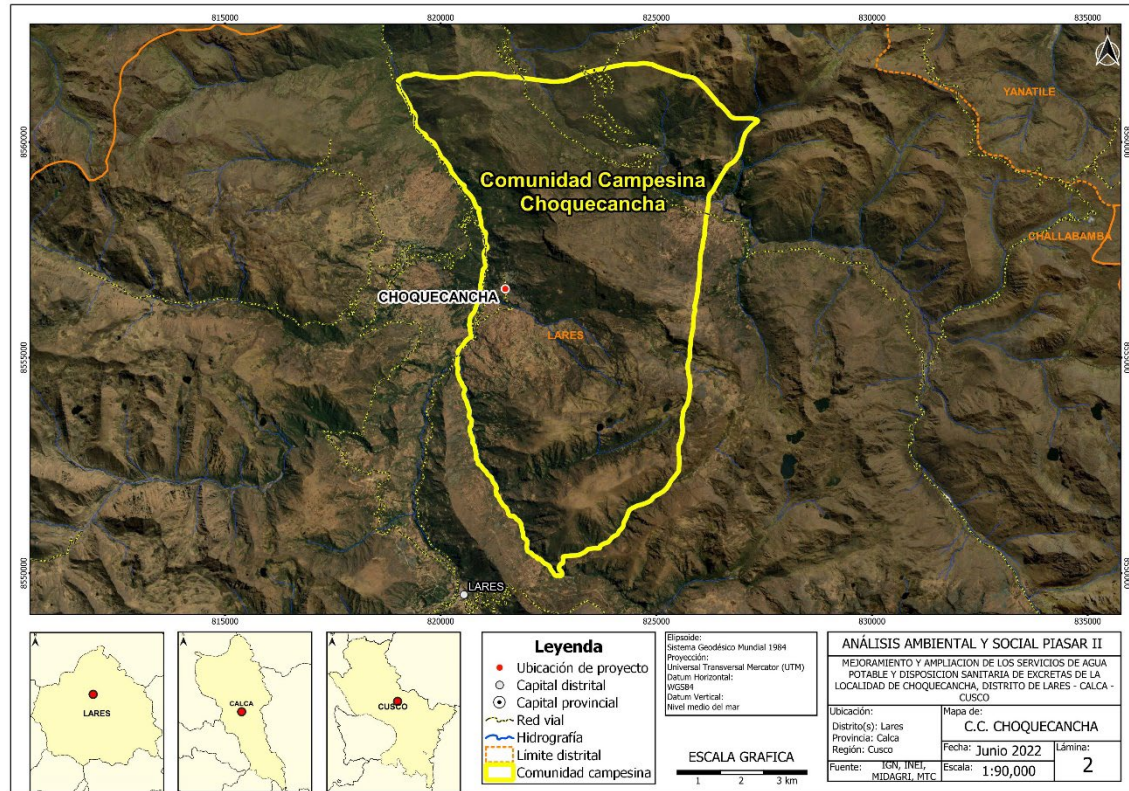 815000
820000
825000
830000
835000
YANATILE
8560000
8560000
Comunidad Campesina
Choquecancha
CHALLABAMBA
CHOQUECANCHA
LARES
8555000
8555000
8550000
8550000
LARES
815000
820000
825000
830000
835000
LARES
CALCA
CUSCO
Leyenda
Ubicación de proyecto
Capital distrital
Capital provincial
Red vial
Hidrografía
Límite distrital
Comunidad campesina
Elipsoide:
Sistema Geodésico Mundial 1984
Proyección:
Universal Transversal Mercator (UTM)
Datum Horizontal:
WGS84
Datum Vertical:
Nivel medio del mar
ESCALA GRAFICA
1 2 3 km
ANÁLISIS AMBIENTAL Y SOCIAL PIASAR II
MEJORAMIENTO Y AMPLIACION DE LOS SERVICIOS DE AGUA
POTABLE Y DISPOSICION SANITARIA DE EXCRETAS DE LA
LOCALIDAD DE CHOQUECANCHA, DISTRITO DE LARES - CALCA -
CUSCO
Ubicación:
Distrito(s): Lares
Provincia: Calca
Región: Cusco
Mapa de:
C.C. CHOQUECANCHA
Fecha: Junio 2022
Lámina:
2
Fuente: IGN, INEI,
MIDAGRI, MTC
Escala: 1:90,000